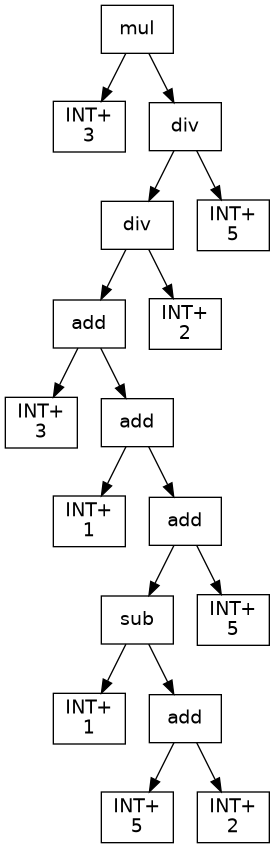 mul
INT+
3
div
div
INT+
5
add
INT+
2
INT+
3
add
INT+
1
add
sub
INT+
5
INT+
1
add
INT+
5
INT+
2